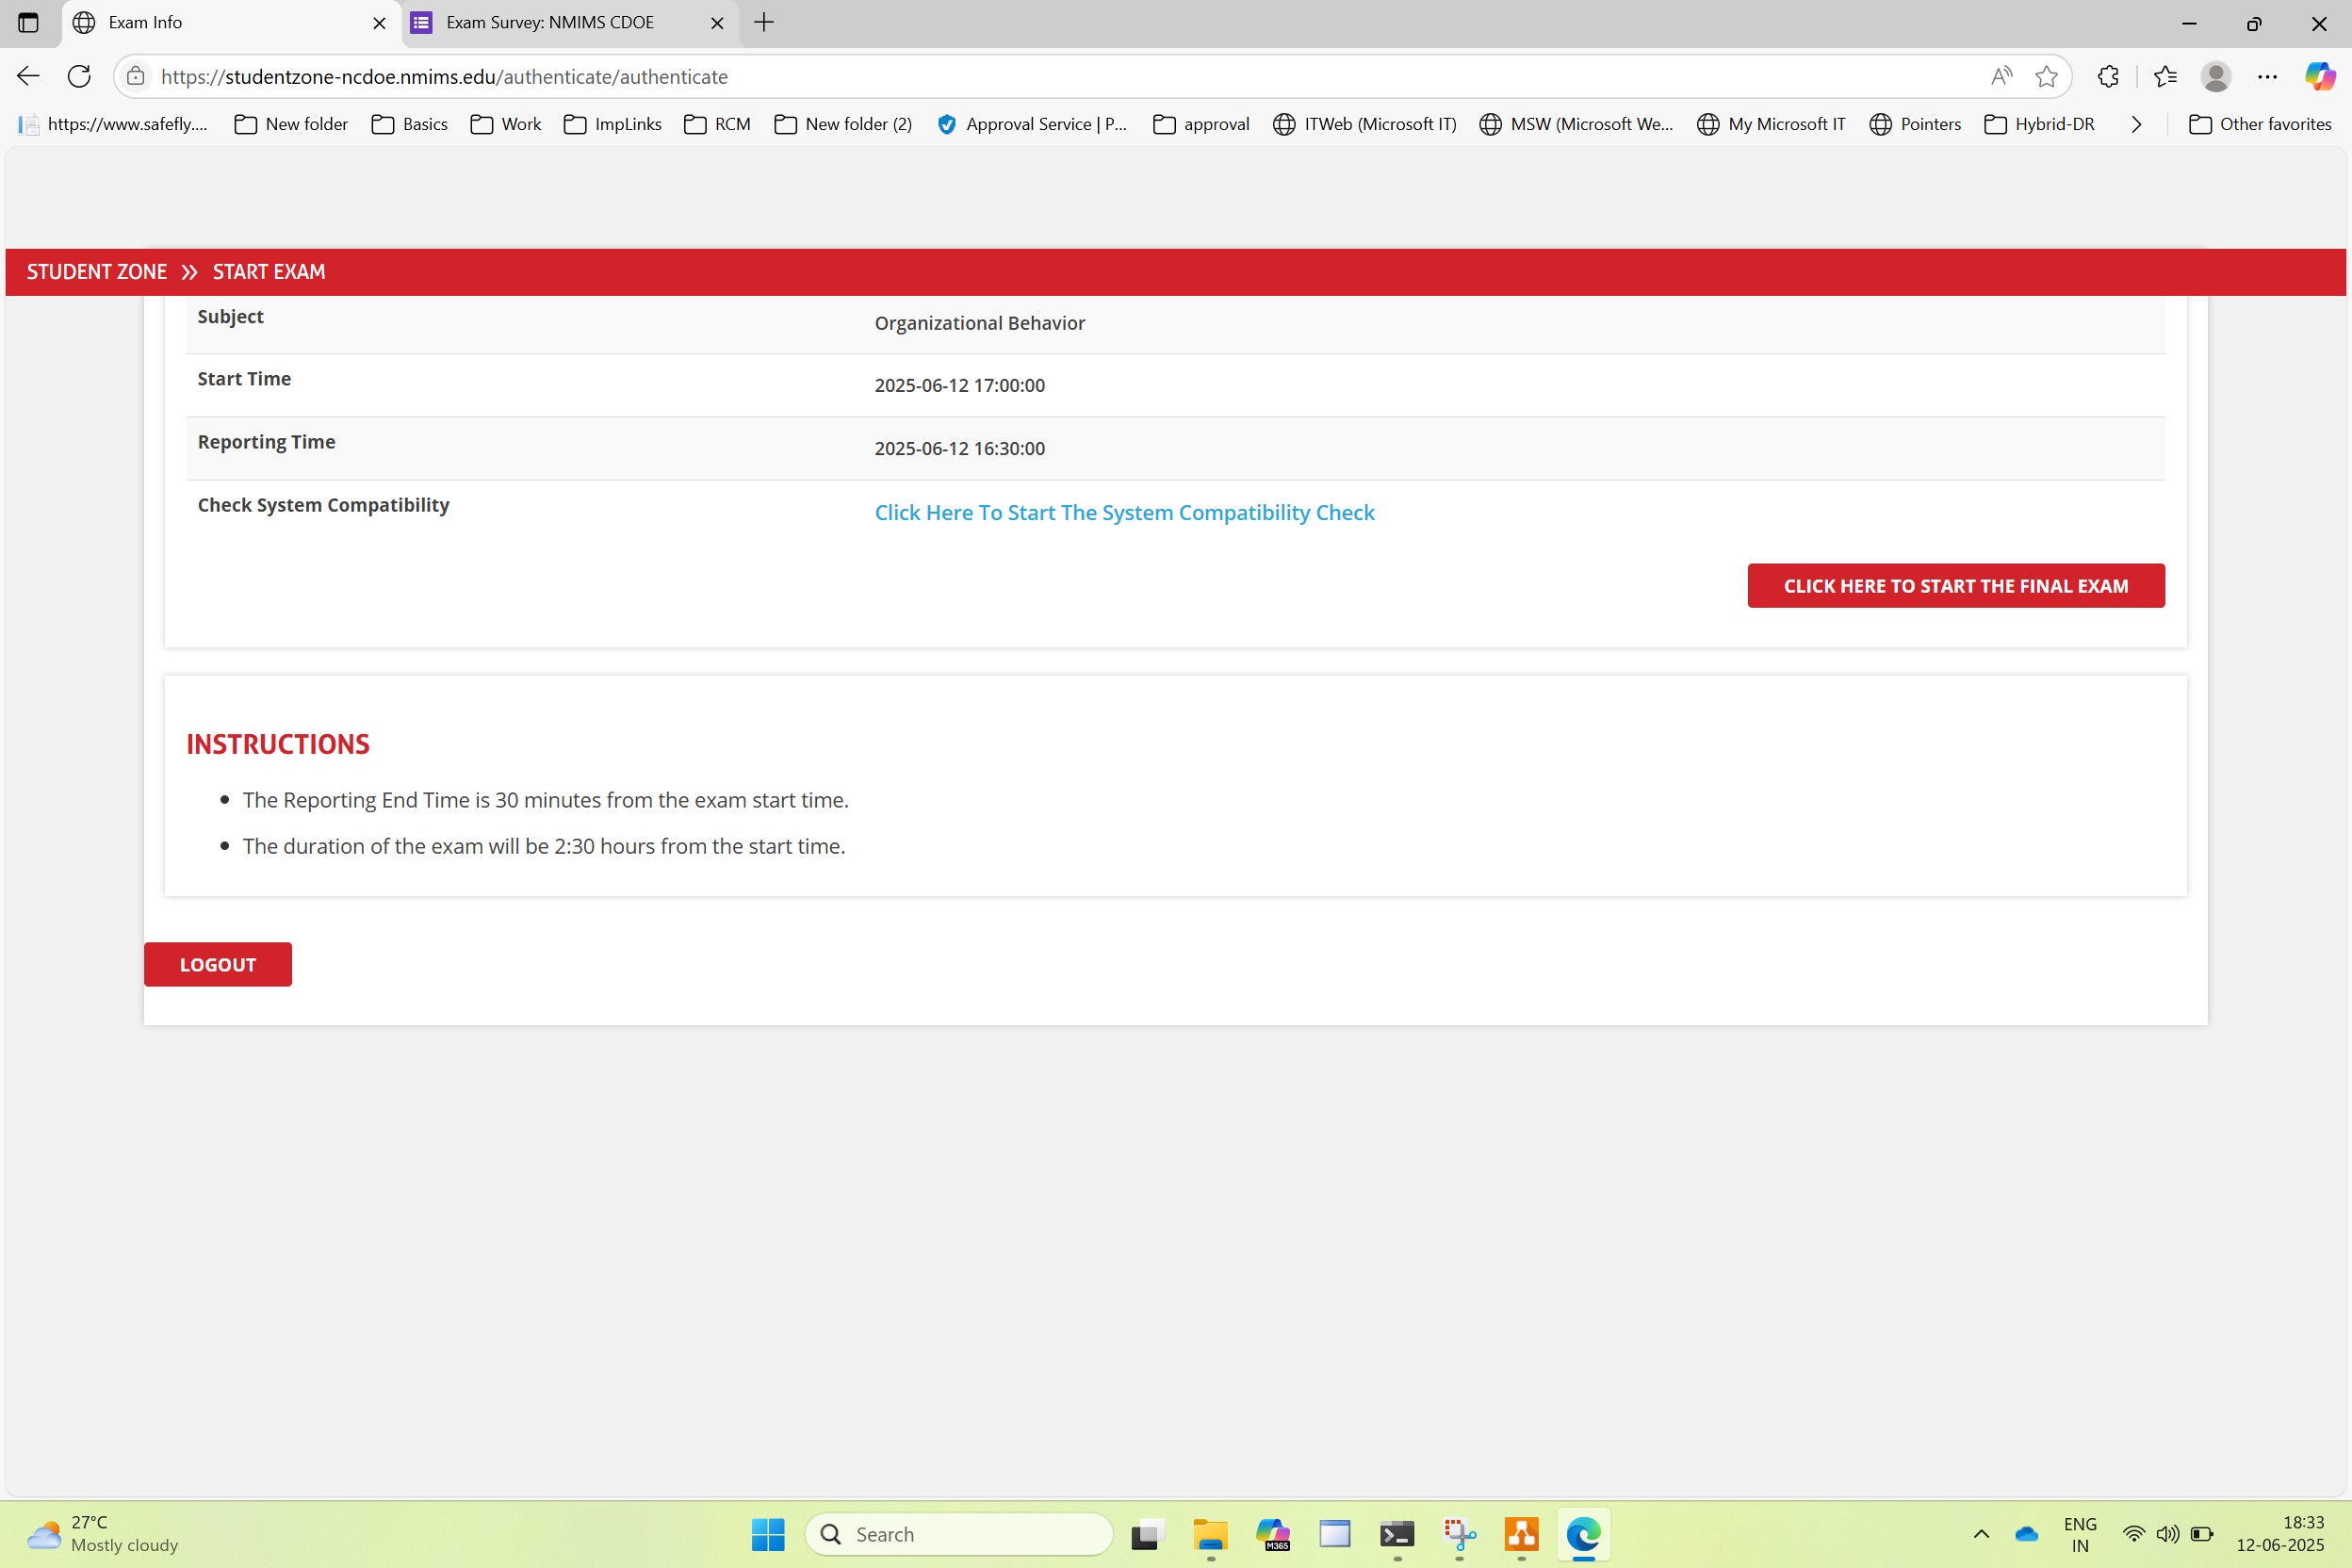 Exam Info
Exam Survey: NMIMS CDOE
https://studentzone-ncdoe.nmims.edu/authenticate/authenticate
https://www.safefly.... New folder Basics Work ImpLinks RCM New folder (2) Approval Service | P... approval ITWeb (Microsoft IT) MSW (Microsoft We... My Microsoft IT Pointers Hybrid-DR Other favorites
STUDENT ZONE » START EXAM
Subject Organizational Behavior
Start Time 2025-06-12 17:00:00
Reporting Time 2025-06-12 16:30:00
Check System Compatibility Click Here To Start The System Compatibility Check
CLICK HERE TO START THE FINAL EXAM
INSTRUCTIONS
• The Reporting End Time is 30 minutes from the exam start time.
• The duration of the exam will be 2:30 hours from the start time.
LOGOUT
27°C
Mostly cloudy
Search
M365
ENG
IN
18:33
12-06-2025